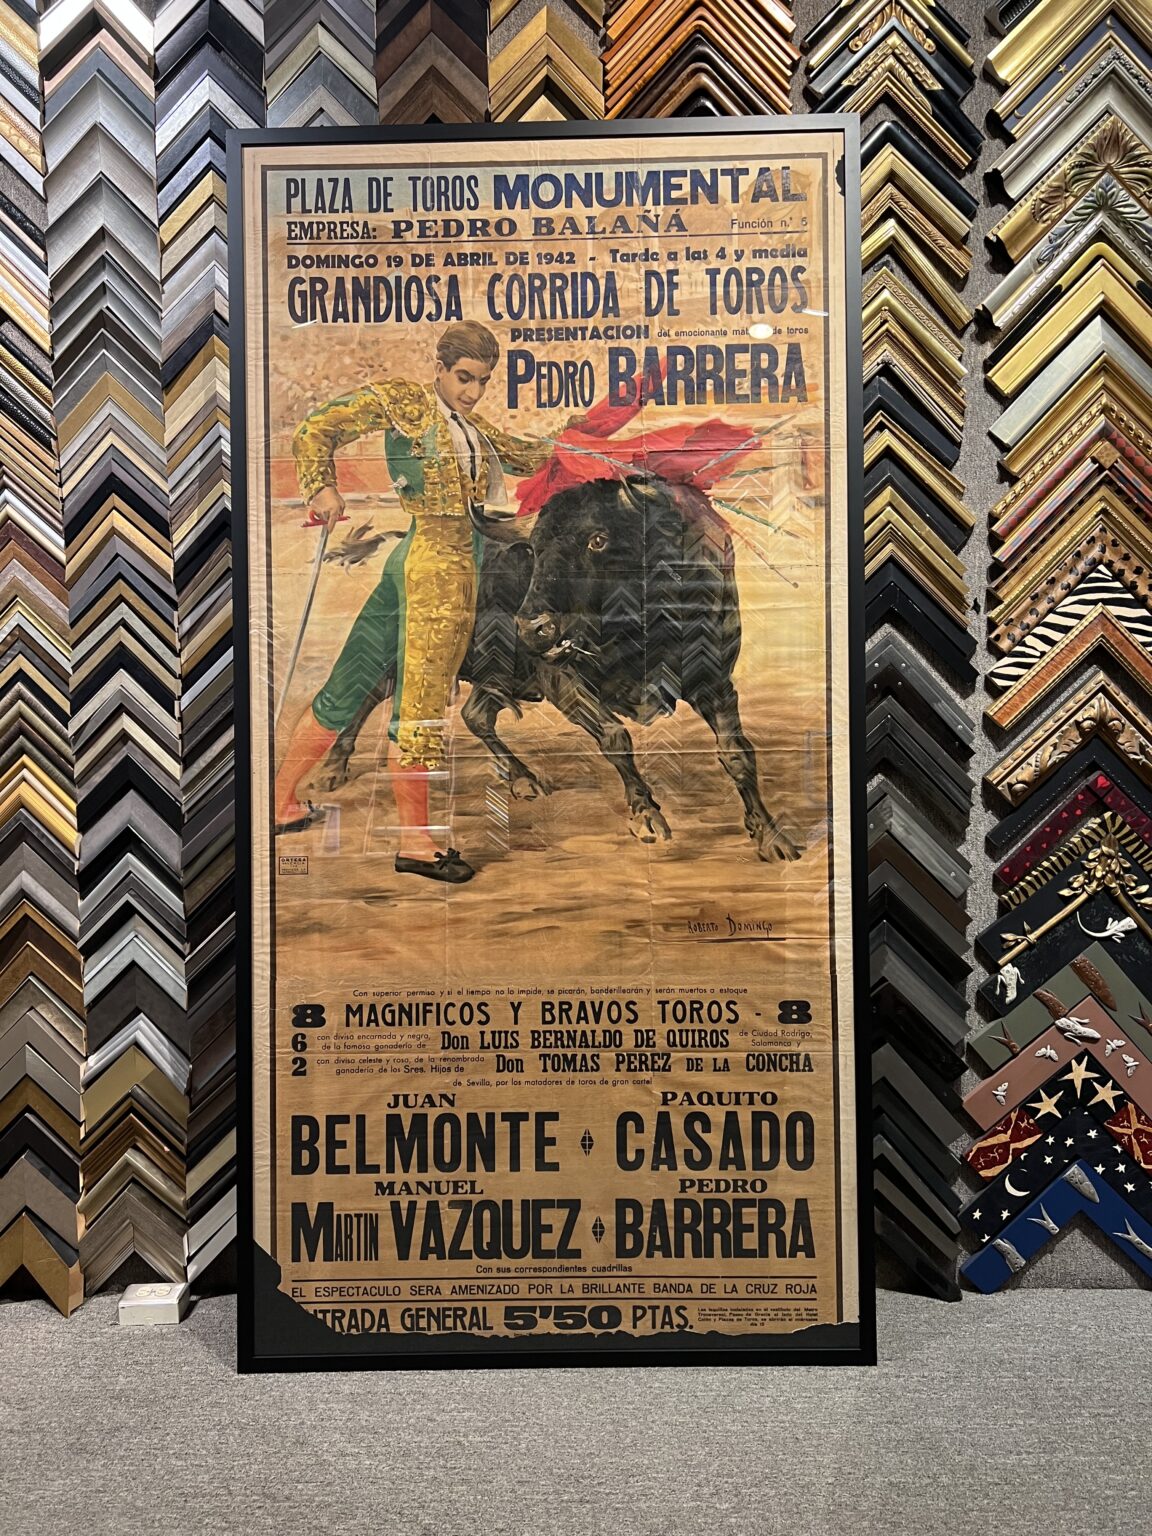 PLAZA DE TOROS MONUMENTAL
EMPRESA: PEDRO BALAÑÁ Función n.° 6
DOMINGO 19 DE ABRIL DE 1942 - Tarde a las 4 y media
GRANDIOSA CORRIDA DE TOROS
PRESENTACION del emocionante mat de toros
PEDRO BARRERA
ORTEGA
ROBERTO DOMINGO
Con superior permiso y si el tiempo no lo impide, se picarán, banderillearán y serán muertos a estoque
8 MAGNIFICOS Y BRAVOS TOROS - 8
6 con divisa encarnada y negra, de la famosa ganadería de Don LUIS BERNALDO DE QUIROS de Ciudad Rodrigo, Salamanca y
2 con divisa celeste y rosa, de la renombrada ganadería de los Sres. Hijos de Don TOMAS PEREZ DE LA CONCHA
de Sevilla, por los matadores de toros de gran cartel
JUAN PAQUITO
BELMONTE CASADO
MANUEL PEDRO
MARTIN VAZQUEZ BARRERA
Con sus correspondientes cuadrillas
EL ESPECTACULO SERA AMENIZADO POR LA BRILLANTE BANDA DE LA CRUZ ROJA
NTRADA GENERAL 5'50 PTAS.